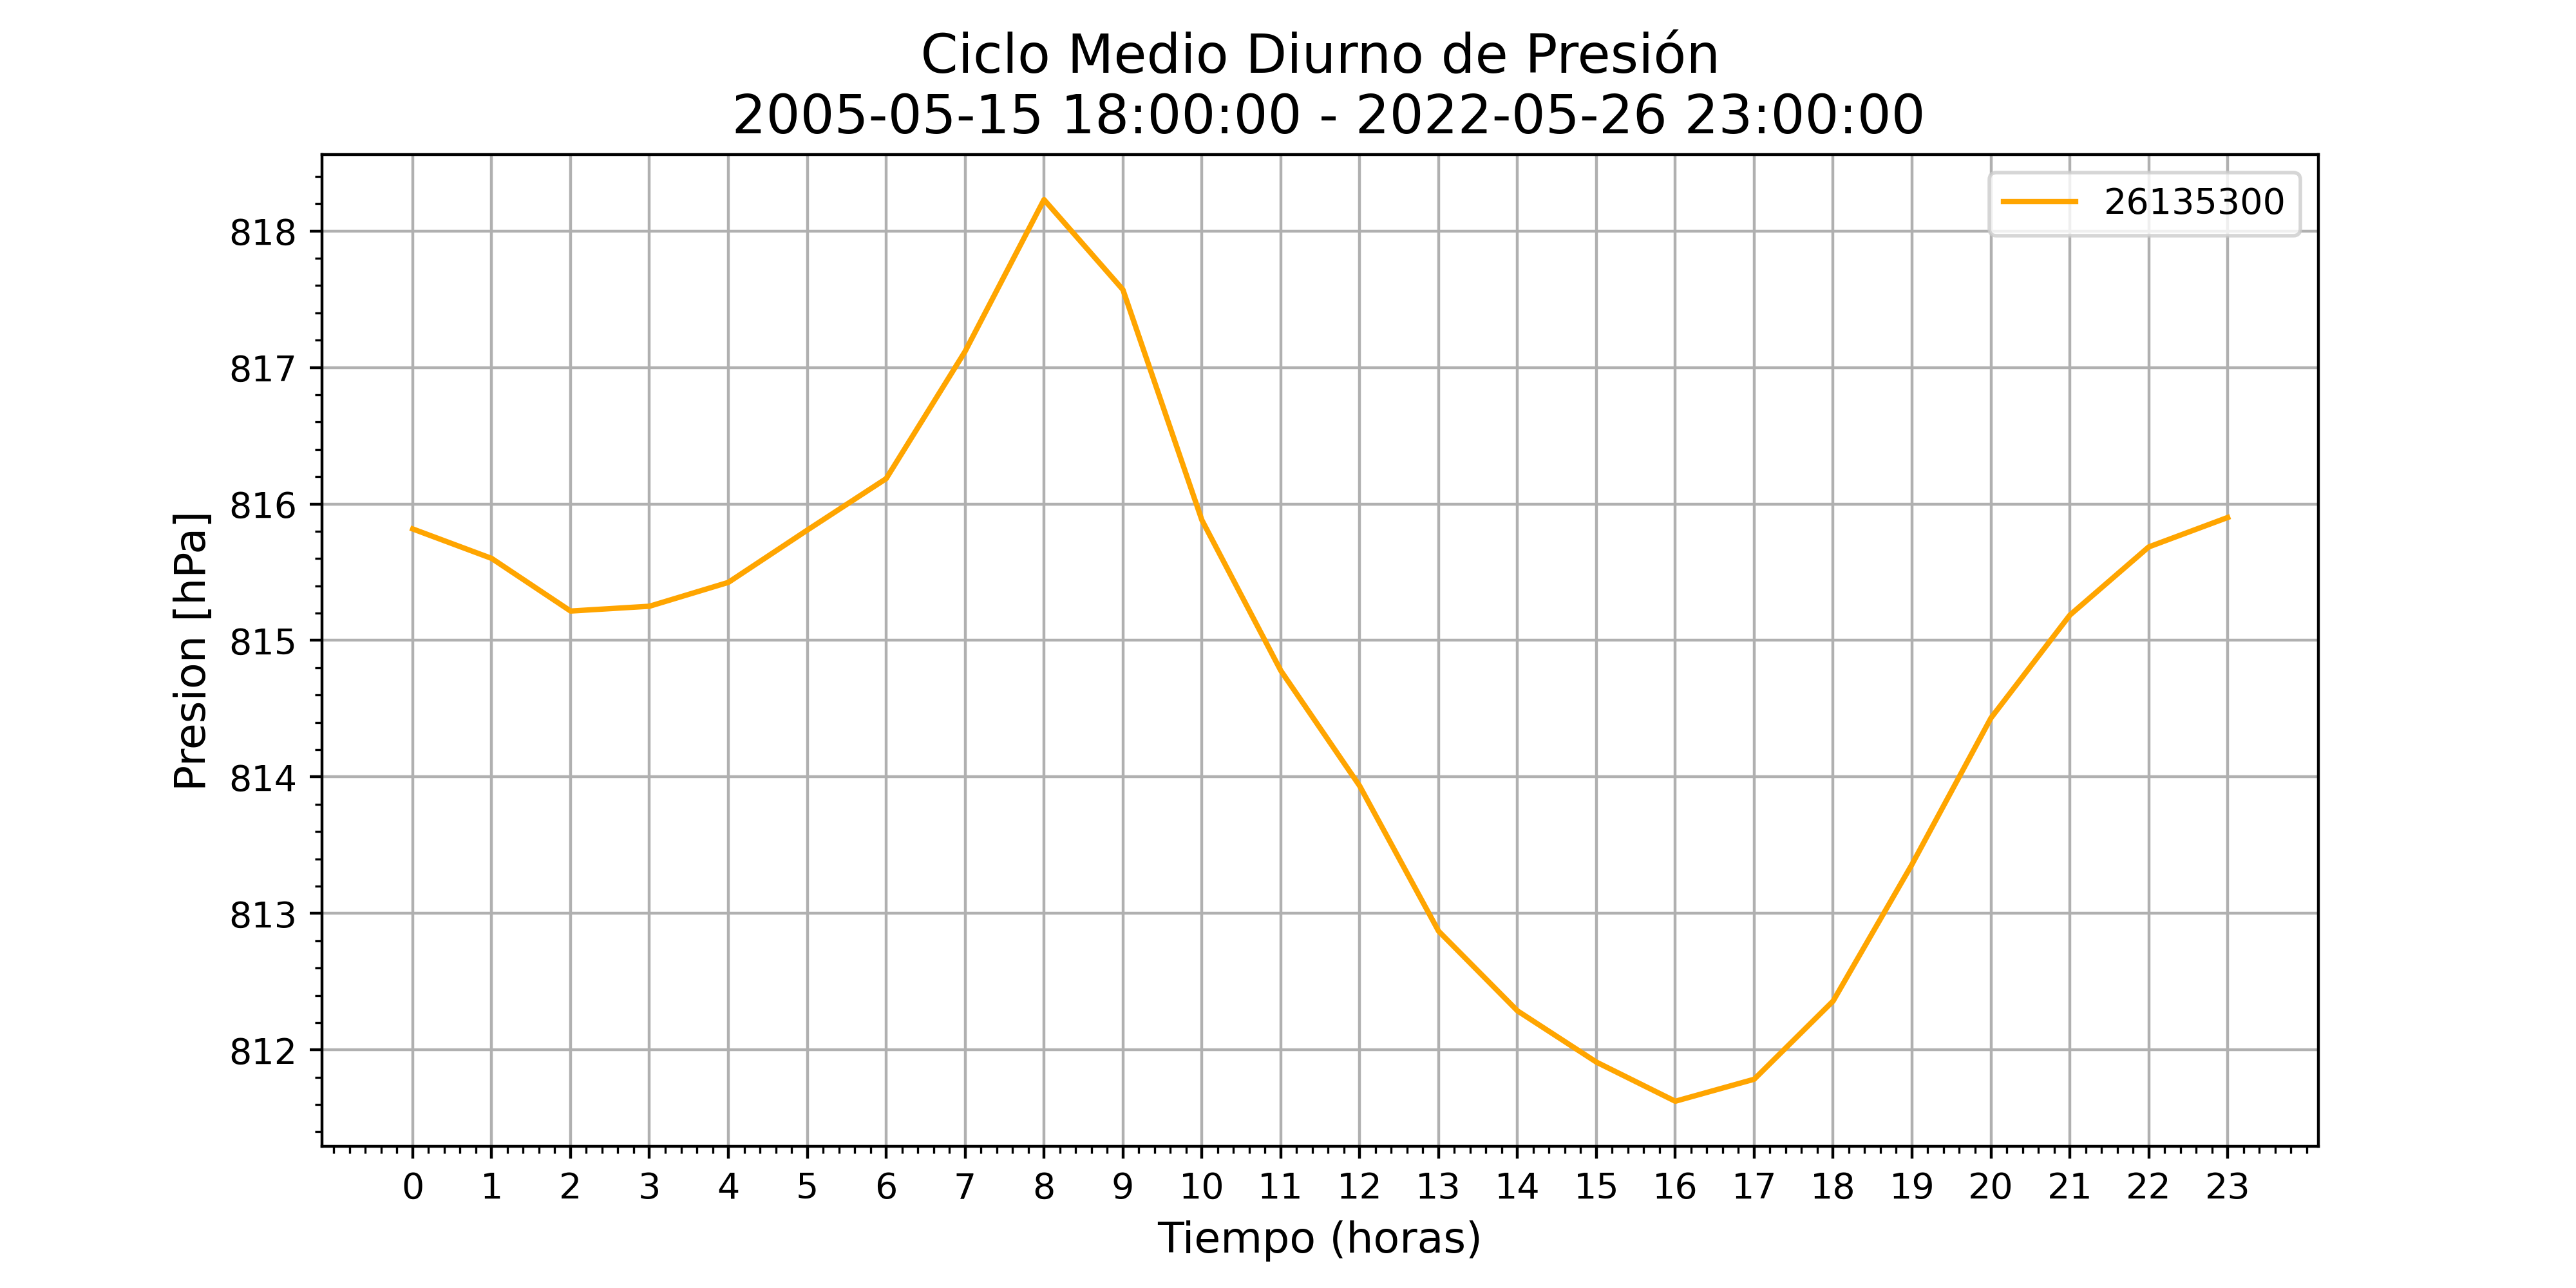 Ciclo Medio Diurno de Presión
2005-05-15 18:00:00 - 2022-05-26 23:00:00
26135300
Presion [hPa]
818
817
816
815
814
813
812
0 1 2 3 4 5 6 7 8 9 10 11 12 13 14 15 16 17 18 19 20 21 22 23
Tiempo (horas)